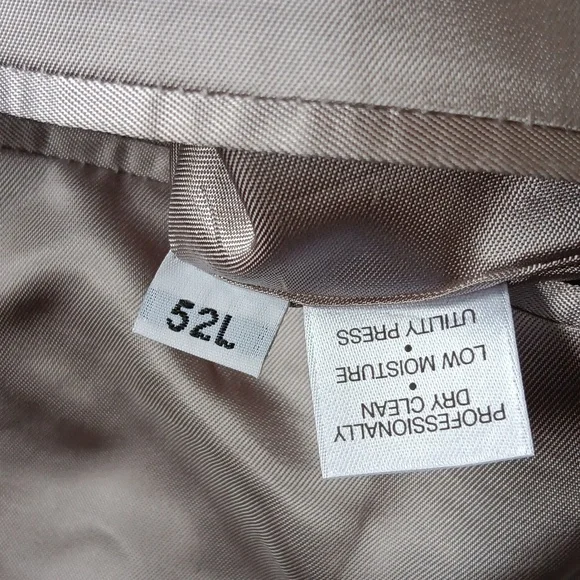 52L
PROFESSIONALLY
DRY CLEAN
•
LOW MOISTURE
•
UTILITY PRESS